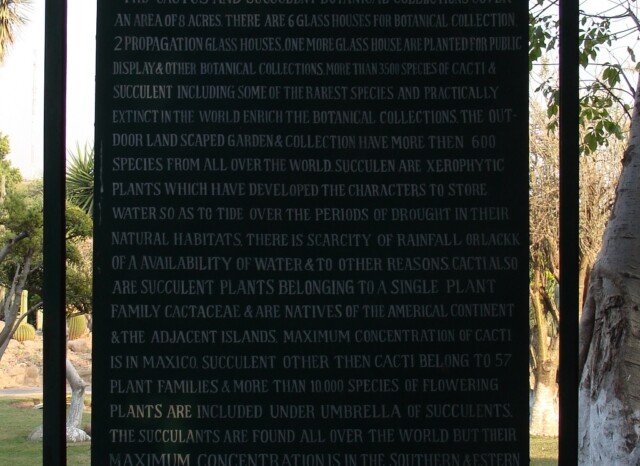 THE CACTUS AND SUCCULENT BOTANICAL COLLECTIONS COVER
AN AREA OF 8 ACRES. THERE ARE 6 GLASS HOUSES FOR BOTANICAL COLLECTION,
2 PROPAGATION GLASS HOUSES, ONE MORE GLASS HOUSE ARE PLANTED FOR PUBLIC
DISPLAY & OTHER BOTANICAL COLLECTIONS. MORE THAN 3500 SPECIES OF CACTI &
SUCCULENT INCLUDING SOME OF THE RAREST SPECIES AND PRACTICALLY
EXTINCT IN THE WORLD ENRICH THE BOTANICAL COLLECTIONS. THE OUT-
DOOR LAND SCAPED GARDEN & COLLECTION HAVE MORE THEN 600
SPECIES FROM ALL OVER THE WORLD. SUCCULEN ARE XEROPHYTIC
PLANTS WHICH HAVE DEVELOPED THE CHARACTERS TO STORE
WATER SO AS TO TIDE OVER THE PERIODS OF DROUGHT IN THEIR
NATURAL HABITATS. THERE IS SCARCITY OF RAINFALL OR LACKK
OF A AVAILABILITY OF WATER & TO OTHER REASONS. CACTI ALSO
ARE SUCCULENT PLANTS BELONGING TO A SINGLE PLANT
FAMILY CACTACEAE & ARE NATIVES OF THE AMERICAL CONTINENT
& THE ADJACENT ISLANDS. MAXIMUM CONCENTRATION OF CACTI
IS IN MAXICO. SUCCULENT OTHER THEN CACTI BELONG TO 57
PLANT FAMILIES & MORE THAN 10,000 SPECIES OF FLOWERING
PLANTS ARE INCLUDED UNDER UMBRELLA OF SUCCULENTS.
THE SUCCULANTS ARE FOUND ALL OVER THE WORLD BUT THEIR
MAXIMUM CONCENTRATION IS IN THE SOUTHERN & ESTERN